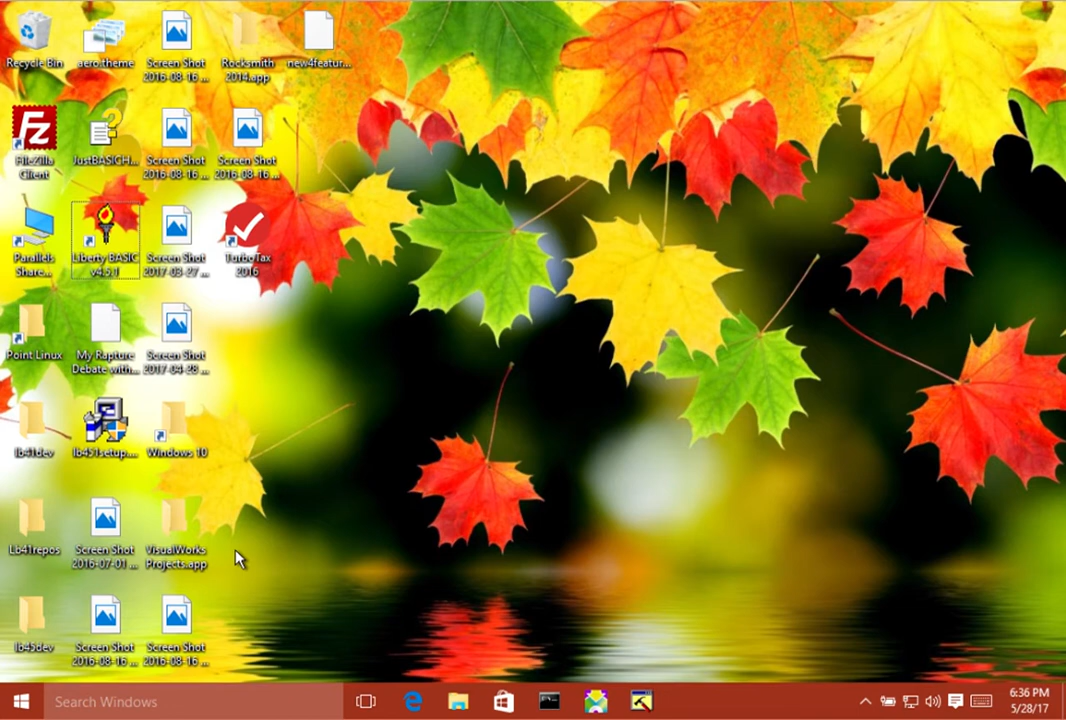 Recycle Bin
aero.theme
Screen Shot
2016-08-16 ...
Rocksmith
2014.app
new4featur...
FileZilla
Client
JustBASICH...
Screen Shot
2016-08-16 ...
Screen Shot
2016-08-16 ...
Parallels
Share...
Liberty BASIC
v4.5.1
Screen Shot
2017-03-27 ...
TurboTax
2016
Point Linux
My Rapture
Debate with...
Screen Shot
2017-04-28 ...
lb41dev
lb451setup....
Windows 10
Lb41repos
Screen Shot
2016-07-01 ...
VisualWorks
Projects.app
lb45dev
Screen Shot
2016-08-16 ...
Screen Shot
2016-08-16 ...
Search Windows
6:36 PM
5/28/17